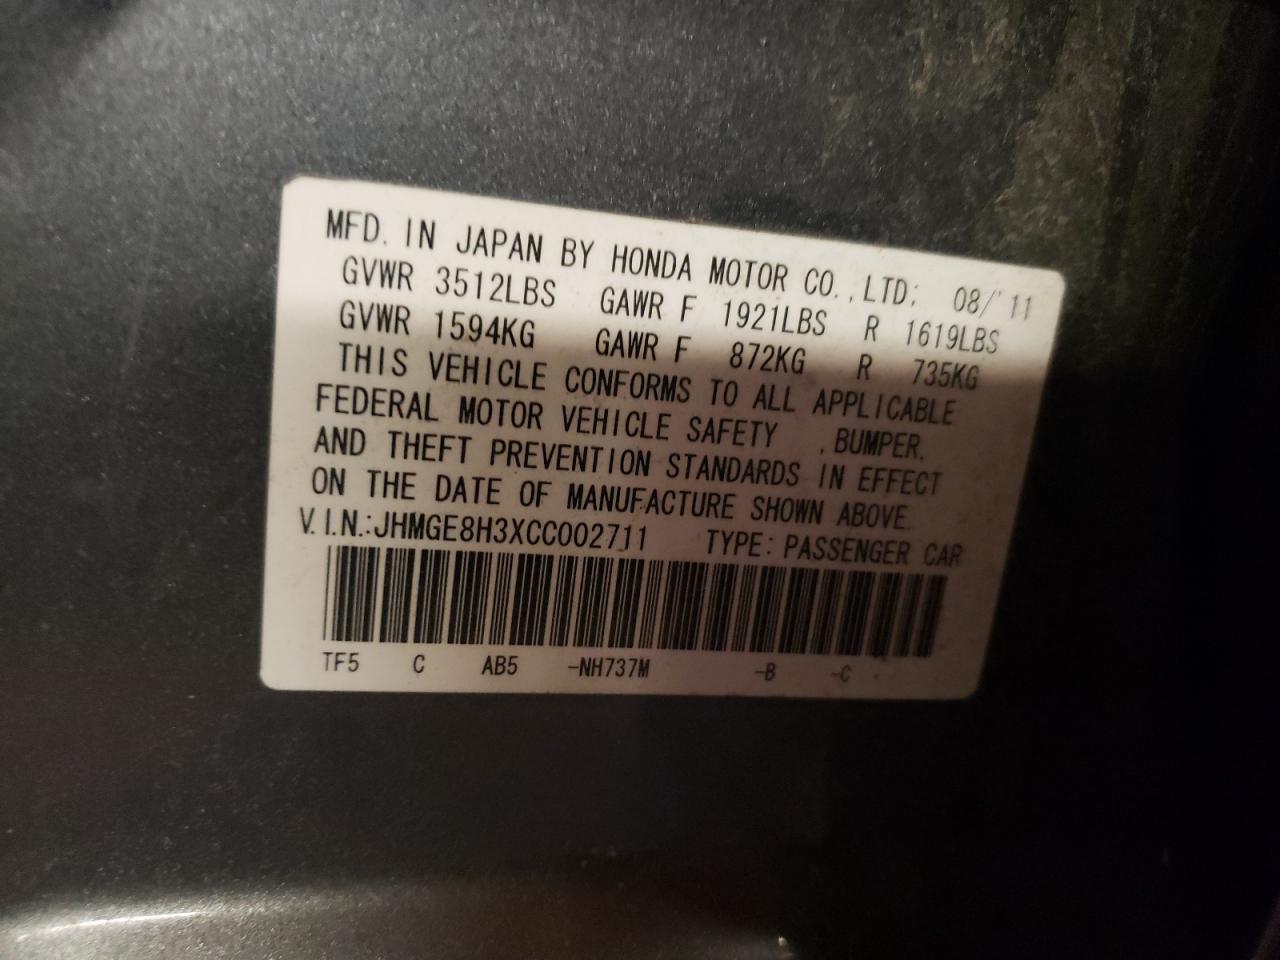 MFD. IN JAPAN BY HONDA MOTOR CO., LTD; 08/'11
GVWR 3512LBS GAWR F 1921LBS R 1619LBS
GVWR 1594KG GAWR F 872KG R 735KG
THIS VEHICLE CONFORMS TO ALL APPLICABLE
FEDERAL MOTOR VEHICLE SAFETY , BUMPER,
AND THEFT PREVENTION STANDARDS IN EFFECT
ON THE DATE OF MANUFACTURE SHOWN ABOVE.
V.I.N.:JHMGE8H3XCC002711 TYPE: PASSENGER CAR
TF5 C AB5 -NH737M -B -C